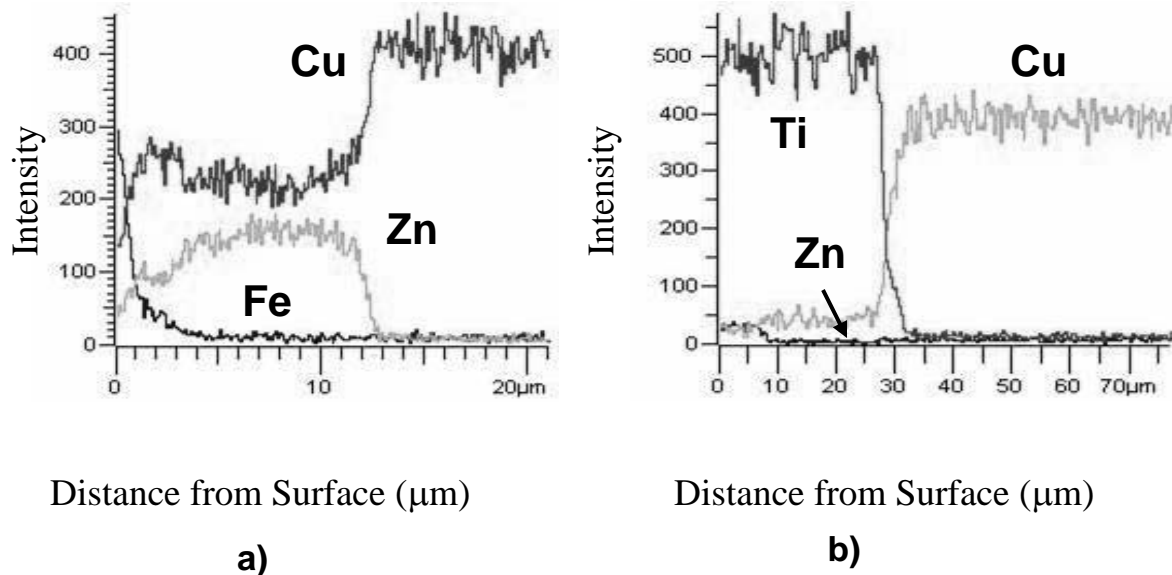 Intensity
400
300
200
100
0
Cu
Zn
Fe
0
10
20µm
Distance from Surface (µm)
a)
Intensity
500
400
300
200
100
0
Ti
Cu
Zn
0
10
20
30
40
50
60
70µm
Distance from Surface (µm)
b)